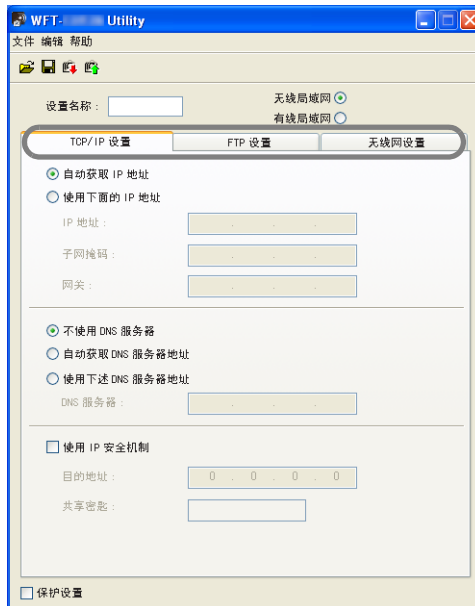 WFT- Utility
文件 编辑 帮助
设置名称：
无线局域网
有线局域网
TCP/IP 设置 FTP 设置 无线网设置
自动获取 IP 地址
使用下面的 IP 地址
IP 地址：
子网掩码：
网关：
不使用 DNS 服务器
自动获取 DNS 服务器地址
使用下述 DNS 服务器地址
DNS 服务器：
使用 IP 安全机制
目的地址： 0 . 0 . 0 . 0
共享密匙：
保护设置